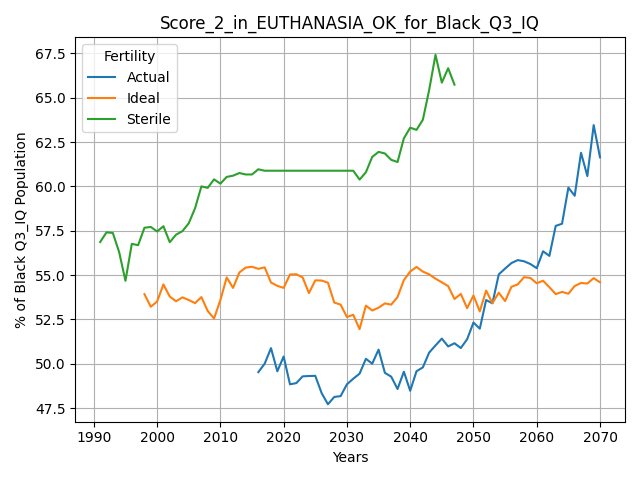 Score_2_in_EUTHANASIA_OK_for_Black_Q3_IQ
Fertility
Actual
Ideal
Sterile
% of Black Q3_IQ Population
67.5
65.0
62.5
60.0
57.5
55.0
52.5
50.0
47.5
1990 2000 2010 2020 2030 2040 2050 2060 2070
Years